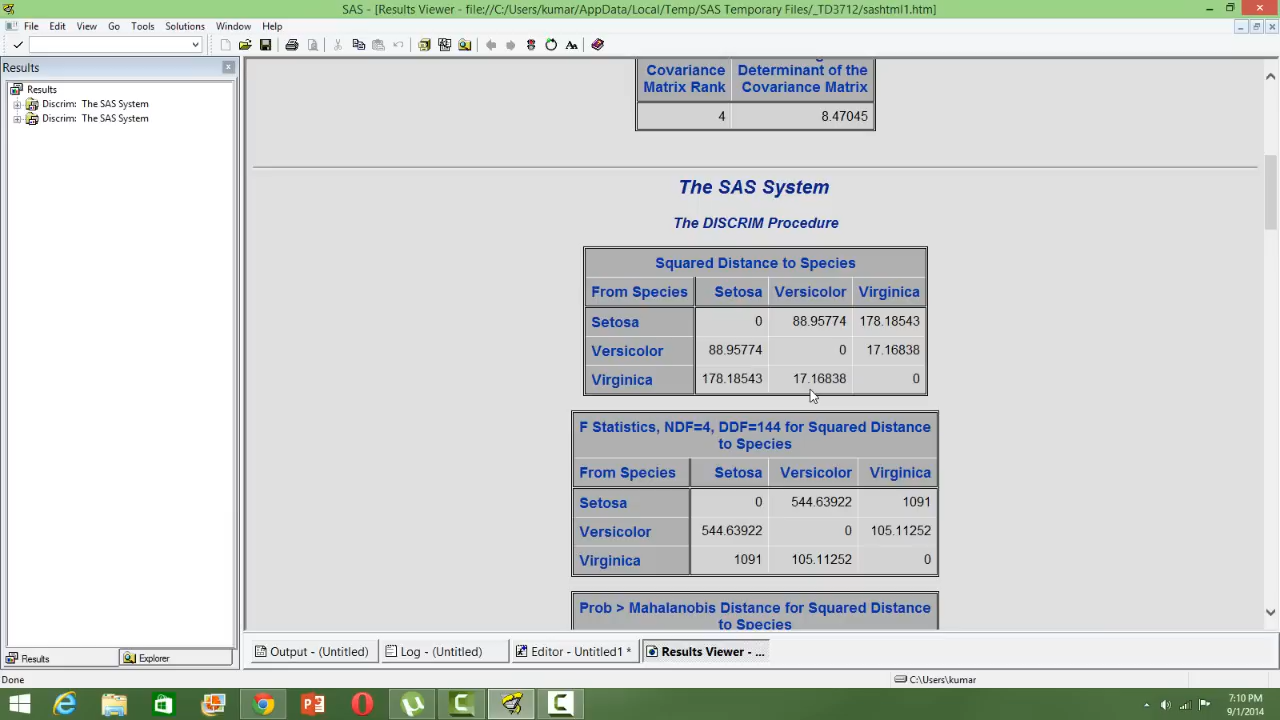 SAS - [Results Viewer - file://C:/Users/kumar/AppData/Local/Temp/SAS Temporary Files/_TD3712/sashtml1.htm]
File Edit View Go Tools Solutions Window Help
Results
Results
Discrim: The SAS System
Discrim: The SAS System
Covariance Determinant of the
Matrix Rank Covariance Matrix
4 8.47045
The SAS System
The DISCRIM Procedure
Squared Distance to Species
From Species Setosa Versicolor Virginica
Setosa 0 88.95774 178.18543
Versicolor 88.95774 0 17.16838
Virginica 178.18543 17.16838 0
F Statistics, NDF=4, DDF=144 for Squared Distance
to Species
From Species Setosa Versicolor Virginica
Setosa 0 544.63922 1091
Versicolor 544.63922 0 105.11252
Virginica 1091 105.11252 0
Prob > Mahalanobis Distance for Squared Distance
to Species
Results Explorer
Output - (Untitled) Log - (Untitled) Editor - Untitled1 * Results Viewer - ...
Done C:\Users\kumar
7:10 PM
9/1/2014